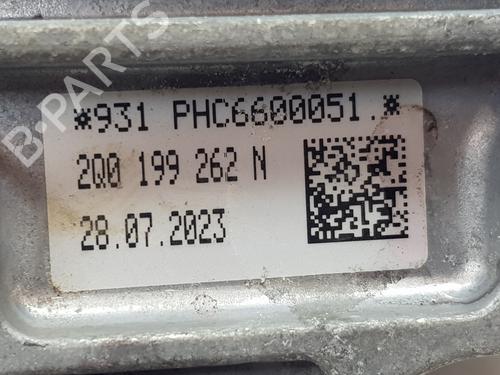 B-PARTS
*931 PHC6600051.*
2Q0 199 262 N
28.07.2023